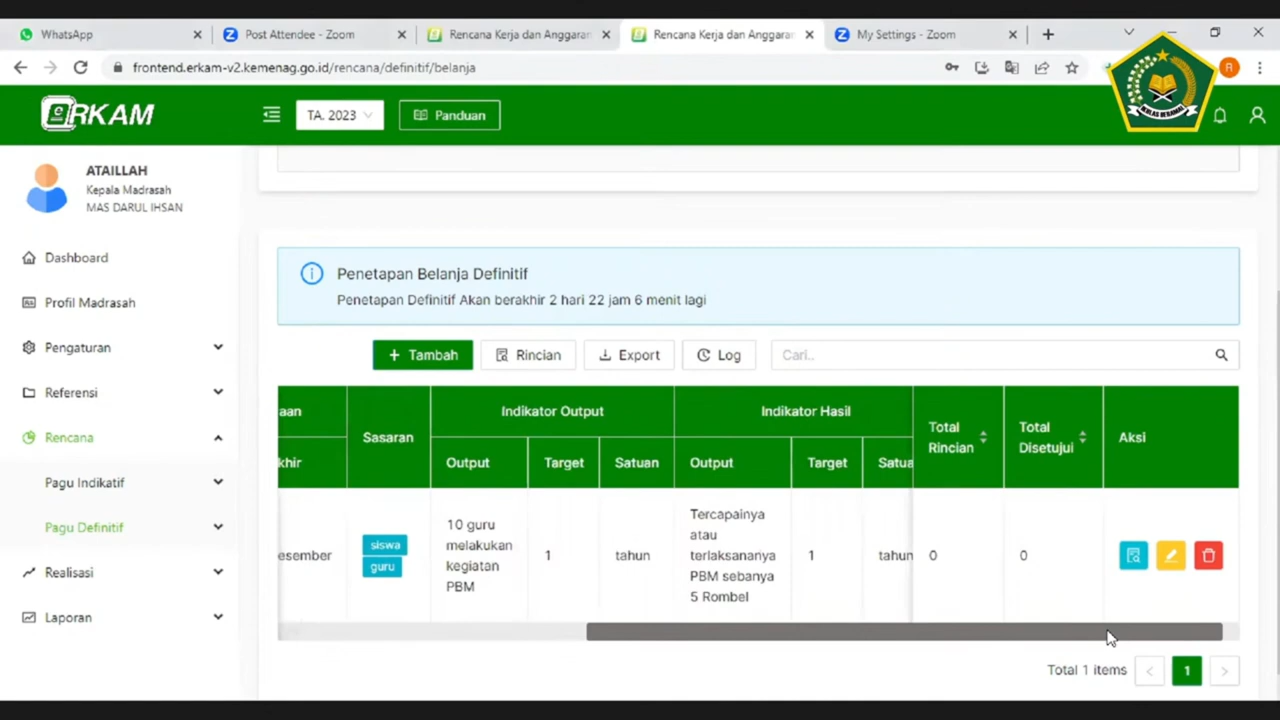 WhatsApp
Post Attendee - Zoom
Rencana Kerja dan Anggaran
Rencana Kerja dan Anggaran
My Settings - Zoom
frontend.erkam-v2.kemenag.go.id/rencana/definitif/belanja
A
eRKAM
TA. 2023
Panduan
ATAILLAH
Kepala Madrasah
MAS DARUL IHSAN
Dashboard
Profil Madrasah
Pengaturan
Referensi
Rencana
Pagu Indikatif
Pagu Definitif
Realisasi
Laporan
Penetapan Belanja Definitif
Penetapan Definitif Akan berakhir 2 hari 22 jam 6 menit lagi
+ Tambah
Rincian
Export
Log
Cari..
aan
khir
Sasaran
Indikator Output
Output
Target
Satuan
Indikator Hasil
Output
Target
Satua
Total
Rincian
Total
Disetujui
Aksi
esember
siswa
guru
10 guru
melakukan
kegiatan
PBM
1
tahun
Tercapainya
atau
terlaksananya
PBM sebanya
5 Rombel
1
tahun
0
0
Total 1 items
<
1
>